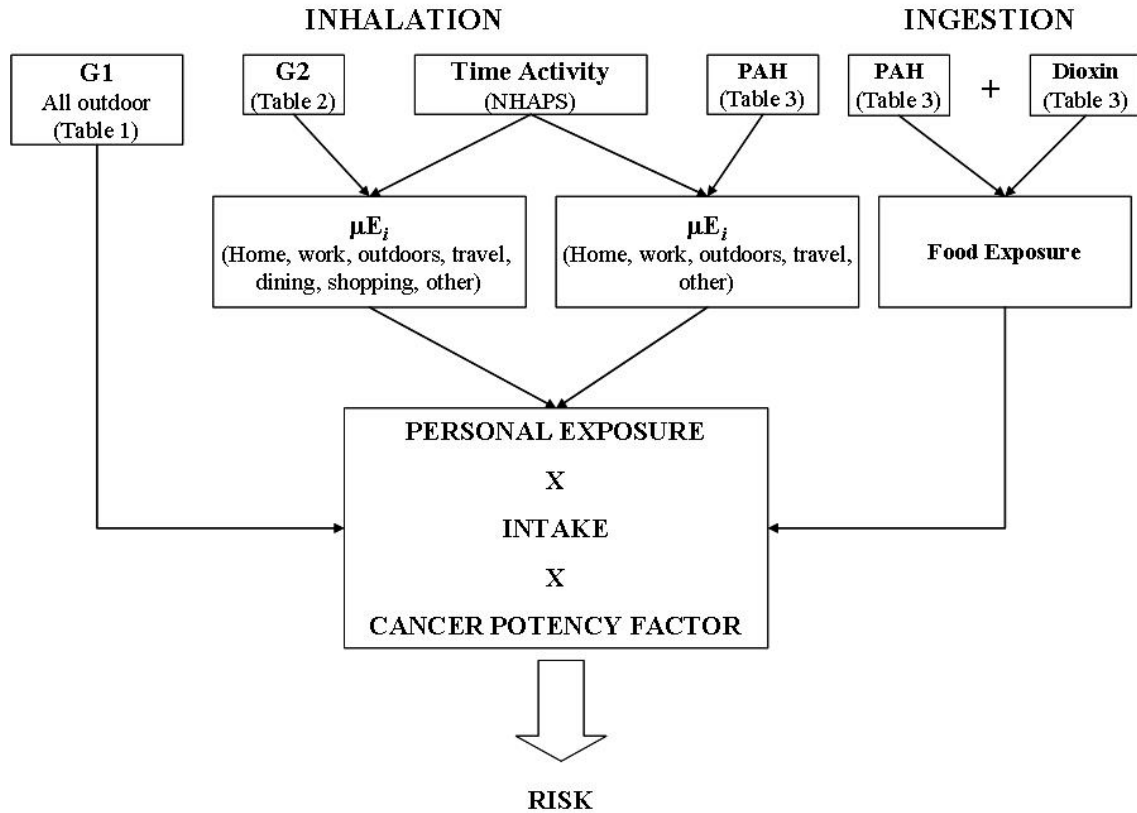 INHALATION
INGESTION
G1
All outdoor
(Table 1)
G2
(Table 2)
Time Activity
(NHAPS)
PAH
(Table 3)
PAH
(Table 3)
+
Dioxin
(Table 3)
μE_i
(Home, work, outdoors, travel,
dining, shopping, other)
μE_i
(Home, work, outdoors, travel,
other)
Food Exposure
PERSONAL EXPOSURE
X
INTAKE
X
CANCER POTENCY FACTOR
RISK